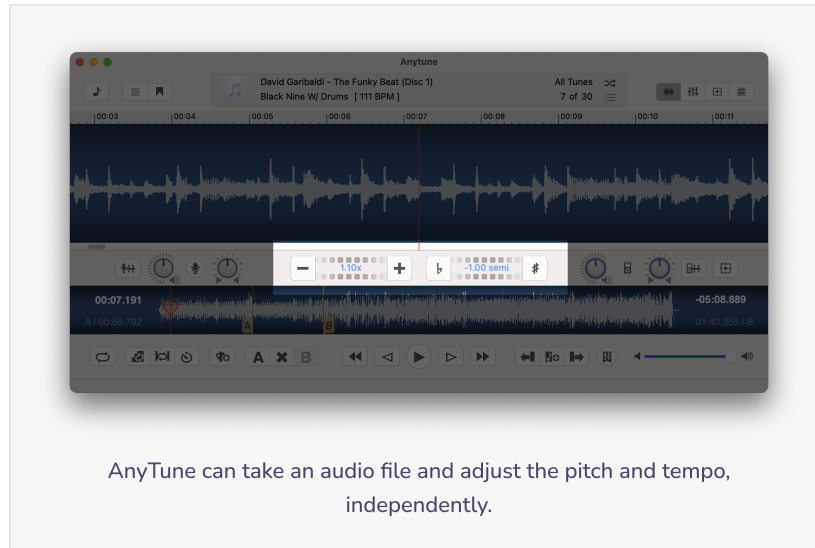 Anytune
David Garibaldi - The Funky Beat (Disc 1)
All Tunes
Black Nine W/ Drums [ 111 BPM ]
7 of 30
00:03 00:04 00:05 00:06 00:07 00:08 00:09 00:10 00:11
1.10x
♭ -1.00 semi ♯
00:07.191
-05:08.889
A | 00:56.792
01:40.355 | B
A B
A B
AnyTune can take an audio file and adjust the pitch and tempo,
independently.